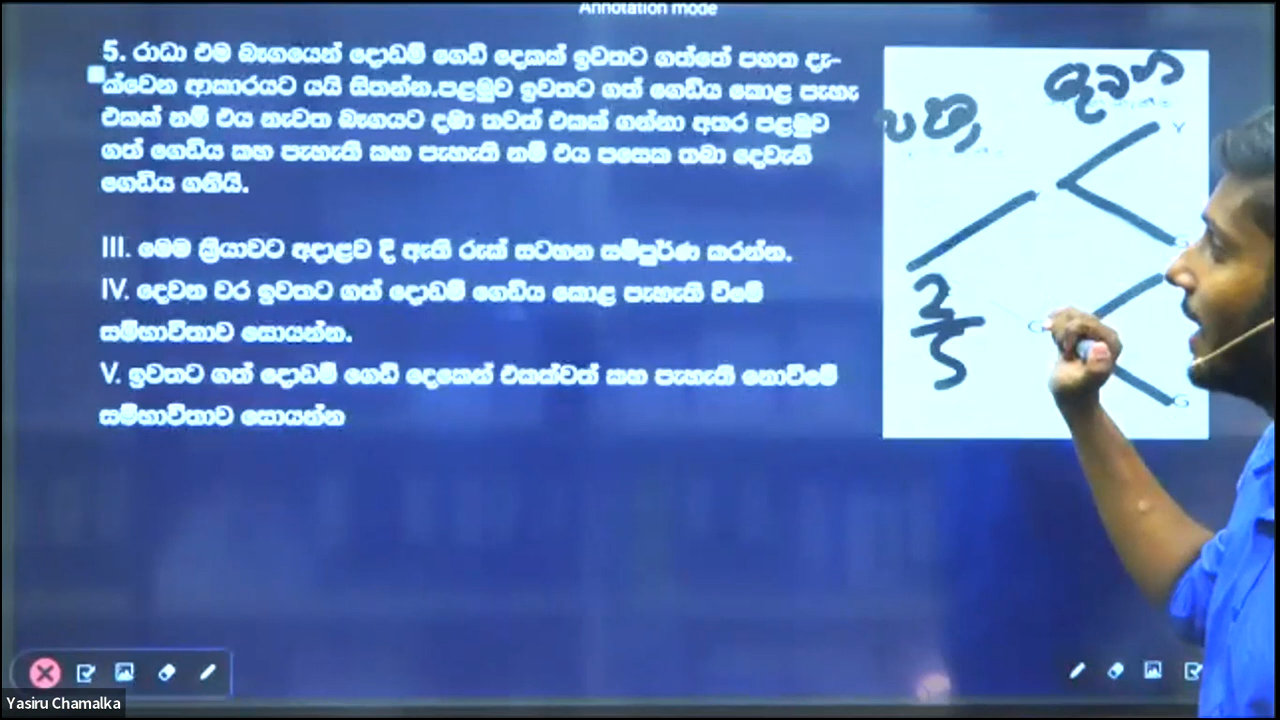 Annotation mode
5. රාධා එම බෑගයෙන් දොඩම් ගෙඩි දෙකක් ඉවතට ගත්තේ පහත දැ-
ක්වෙන ආකාරයට යයි සිතන්න.පළමුව ඉවතට ගත් ගෙඩිය කොළ පැහැ
එකක් නම් එය නැවත බෑගයට දමා තවත් එකක් ගන්නා අතර පළමුව
ගත් ගෙඩිය කහ පැහැති කහ පැහැති නම් එය පසෙක තබා දෙවැනි
ගෙඩිය ගනියි.
III. මෙම ක්‍රියාවට අදාළව දී ඇති රුක් සටහන සම්පූර්ණ කරන්න.
IV. දෙවන වර ඉවතට ගත් දොඩම් ගෙඩිය කොළ පැහැති වීමේ
සම්භාවිතාව සොයන්න.
V. ඉවතට ගත් දොඩම් ගෙඩි දෙකෙන් එකක්වත් කහ පැහැති නොවීමේ
සම්භාවිතාව සොයන්න
දෙවන
Y
2/5
G
G
Yasiru Chamalka